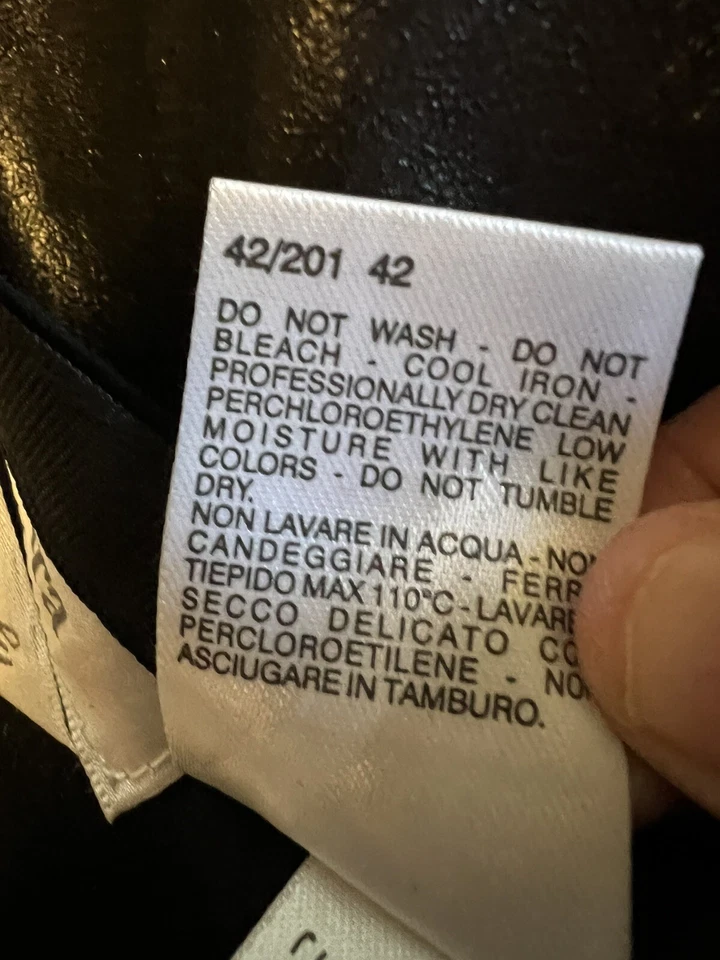 42/201 42
DO NOT WASH - DO NOT
BLEACH - COOL IRON -
PROFESSIONALLY DRY CLEAN
PERCHLOROETHYLENE LOW
MOISTURE WITH LIKE
COLORS - DO NOT TUMBLE
DRY.
NON LAVARE IN ACQUA - NO
CANDEGGIARE - FERR
TIEPIDO MAX 110°C - LAVARE
SECCO DELICATO CO
PERCLOROETILENE - NO
ASCIUGARE IN TAMBURO.